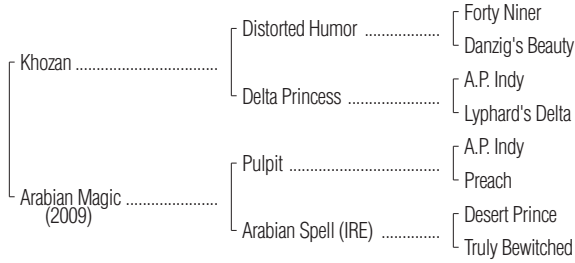 Forty Niner
Distorted Humor ..................
Danzig's Beauty
Khozan ...................................
A.P. Indy
Delta Princess ......................
Lyphard's Delta
A.P. Indy
Pulpit .....................................
Preach
Arabian Magic ......................
(2009)
Desert Prince
Arabian Spell (IRE) ..............
Truly Bewitched